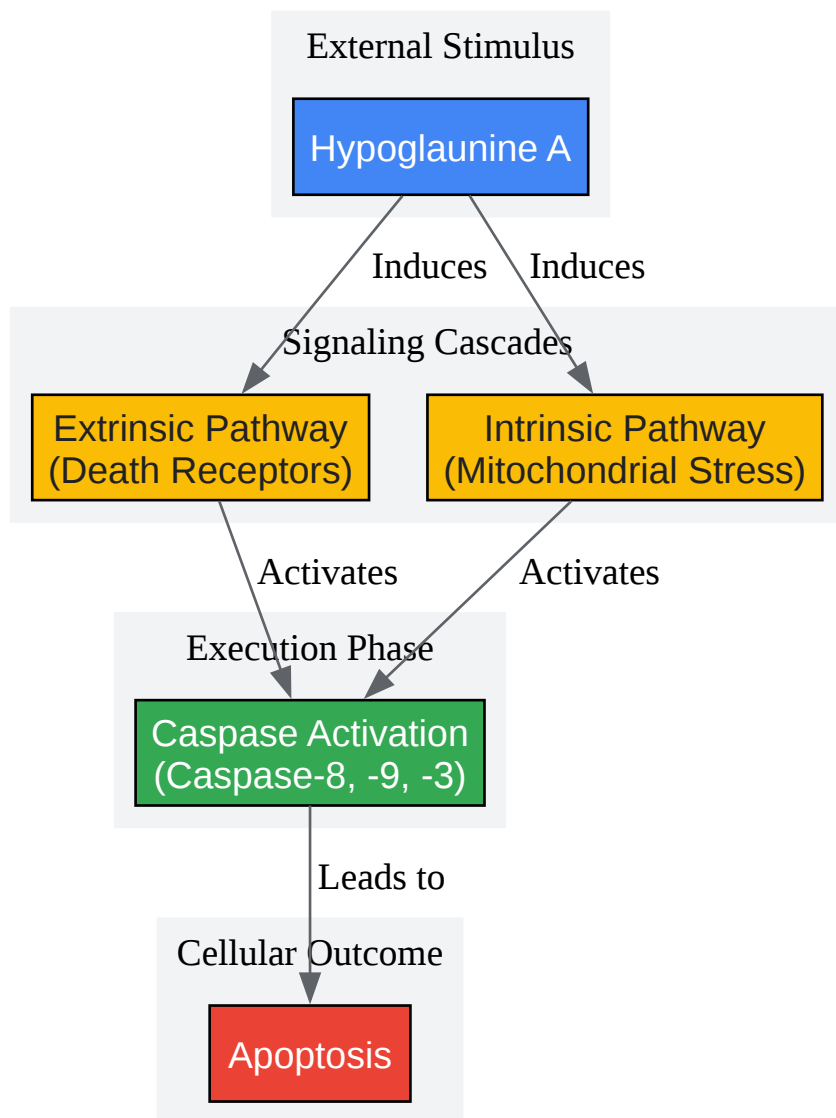 External Stimulus
Hypoglaunine A
Induces
Induces
Signaling Cascades
Extrinsic Pathway
(Death Receptors)
Intrinsic Pathway
(Mitochondrial Stress)
Activates
Activates
Execution Phase
Caspase Activation
(Caspase-8, -9, -3)
Leads to
Cellular Outcome
Apoptosis